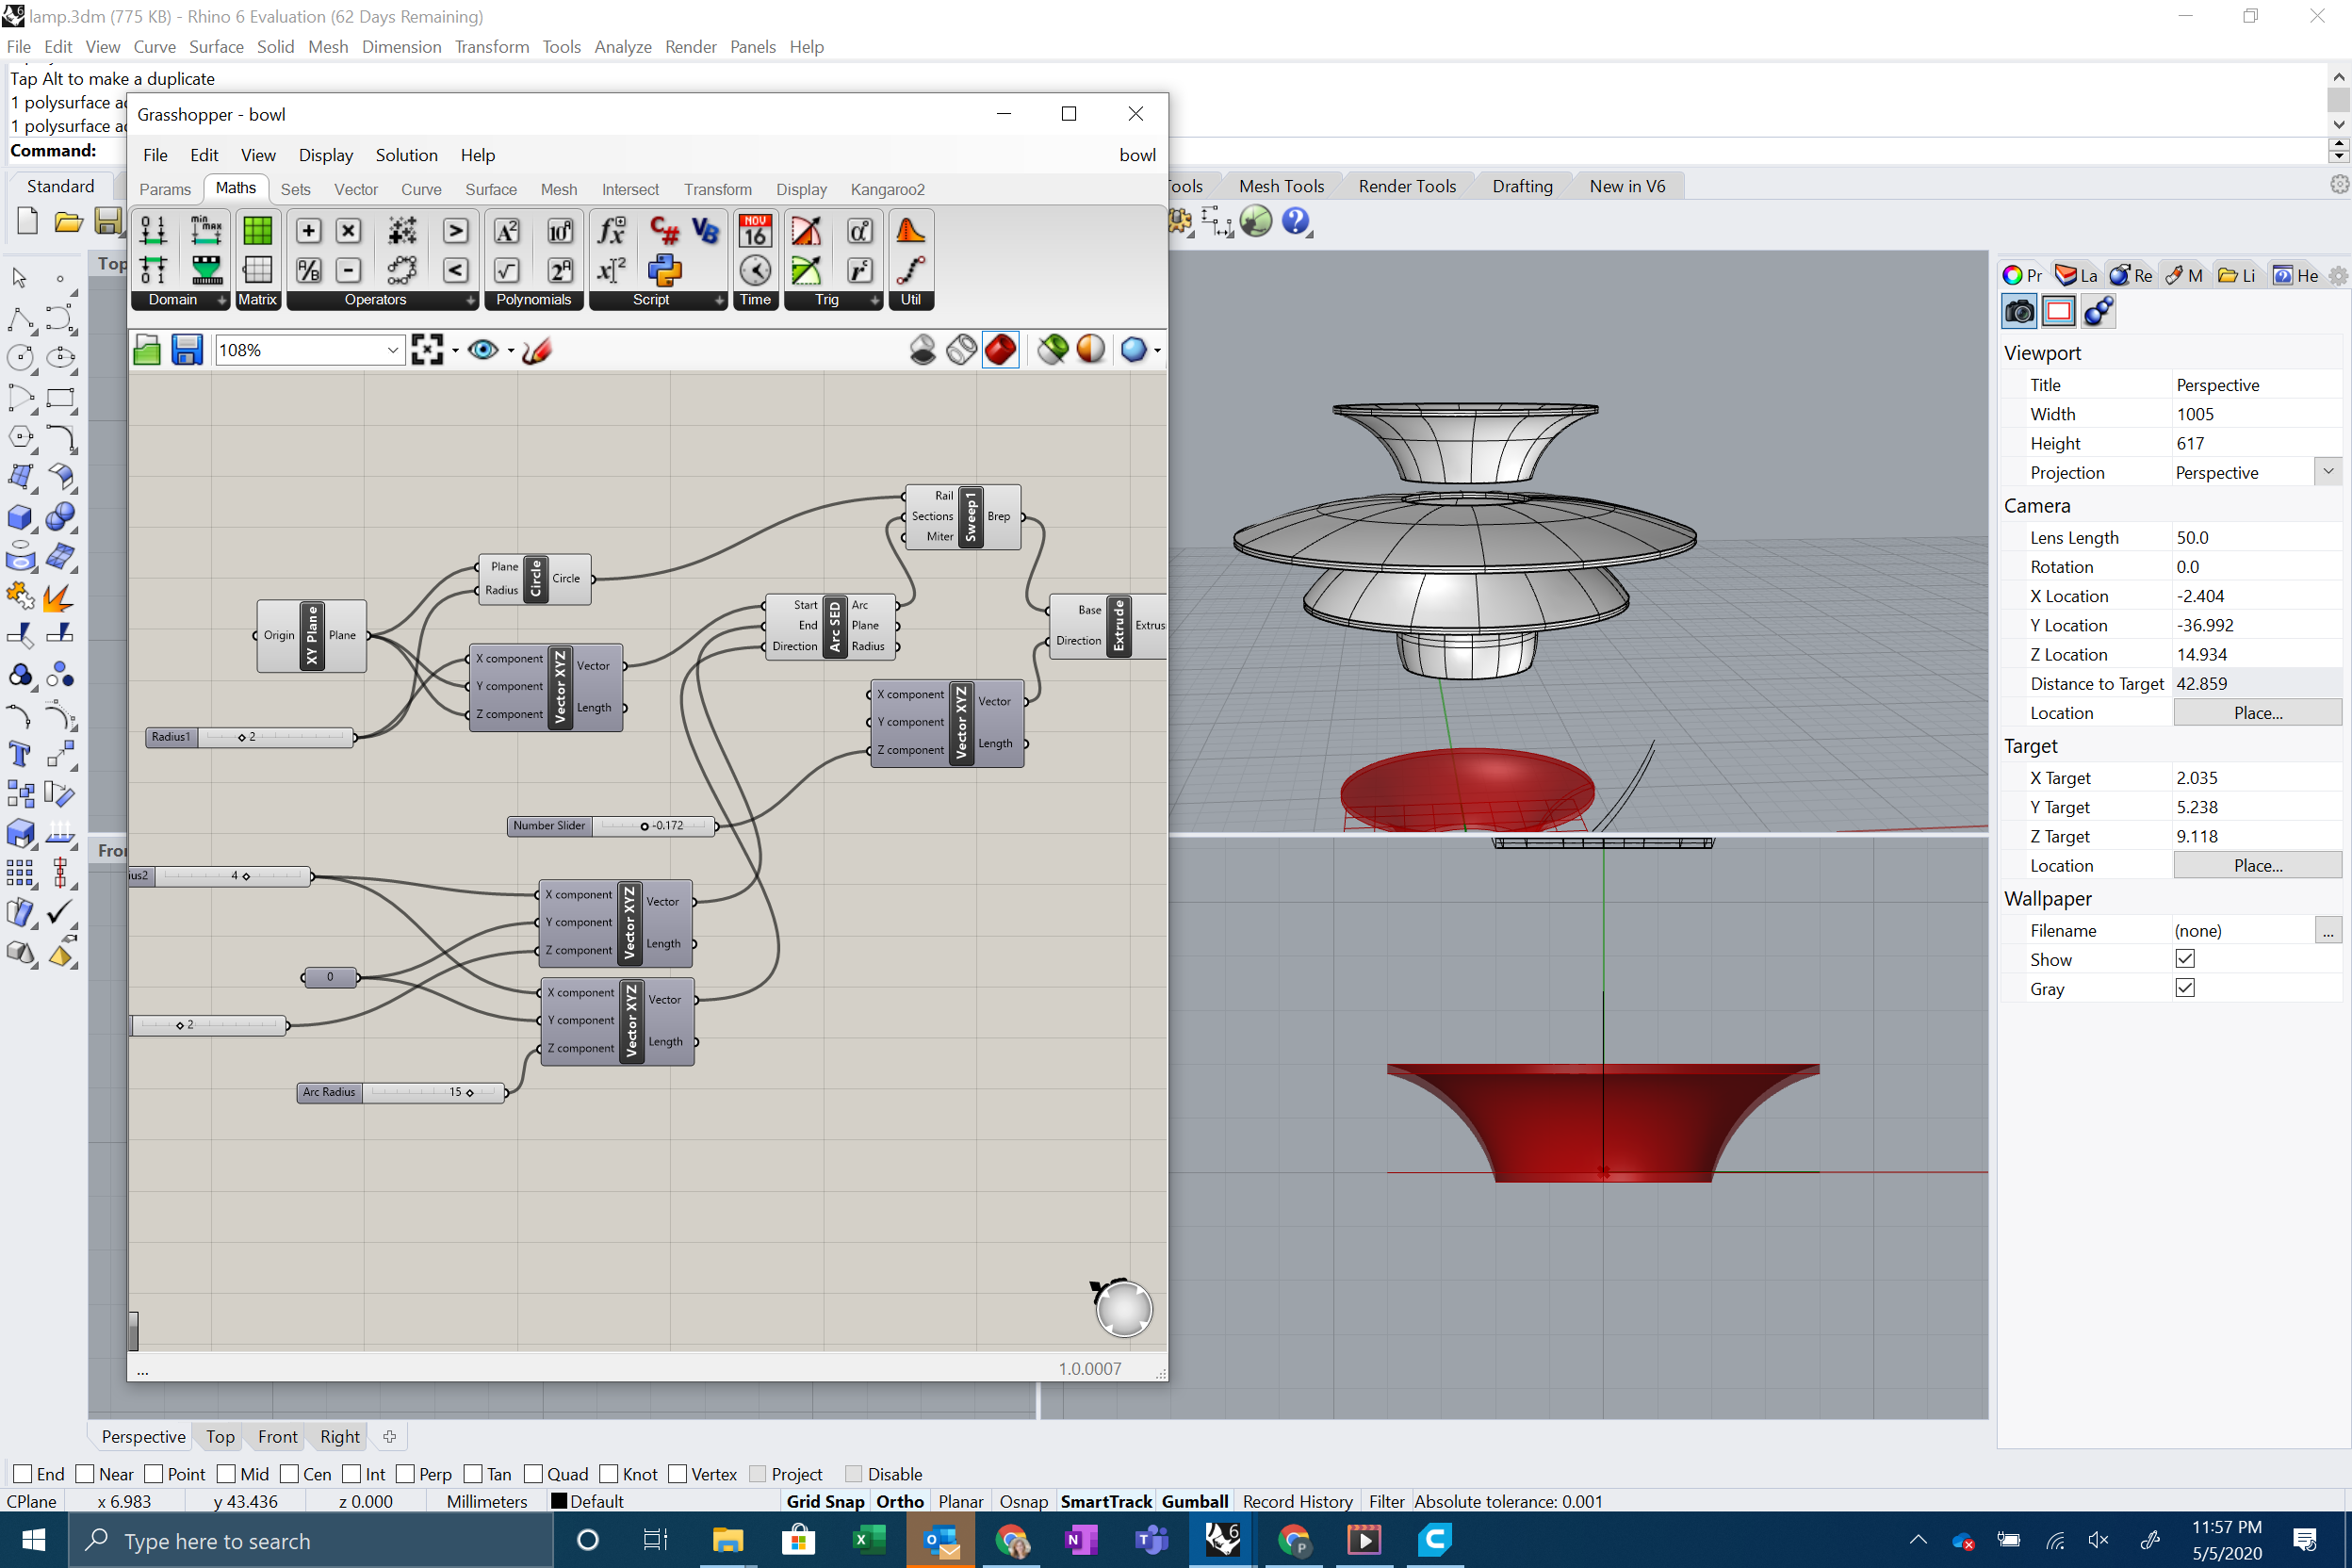 lamp.3dm (775 KB) - Rhino 6 Evaluation (62 Days Remaining)
File Edit View Curve Surface Solid Mesh Dimension Transform Tools Analyze Render Panels Help
Tap Alt to make a duplicate
1 polysurface
1 polysurface
Command:
Standard
Mesh Tools Render Tools Drafting New in V6
Top
Grasshopper - bowl
File Edit View Display Solution Help bowl
Params Maths Sets Vector Curve Surface Mesh Intersect Transform Display Kangaroo2
Domain Matrix Operators Polynomials Script Time Trig Util
NOV 16
108%
Rail Sections Miter Sweep1 Brep
Plane Radius Circle Circle
Origin XY Plane Plane
Start End Direction Arc SED Arc Plane Radius
Base Direction Extrude
X component Y component Z component Vector XYZ Vector Length
X component Y component Z component Vector XYZ Vector Length
Radius1 2
Number Slider -0.172
4
X component Y component Z component Vector XYZ Vector Length
0
X component Y component Z component Vector XYZ Vector Length
2
Arc Radius 15
...
1.0.0007
Pr La Re M Li He
Viewport
Title Perspective
Width 1005
Height 617
Projection Perspective
Camera
Lens Length 50.0
Rotation 0.0
X Location -2.404
Y Location -36.992
Z Location 14.934
Distance to Target 42.859
Location Place...
Target
X Target 2.035
Y Target 5.238
Z Target 9.118
Location Place...
Wallpaper
Filename (none) ...
Show
Gray
Perspective Top Front Right
End Near Point Mid Cen Int Perp Tan Quad Knot Vertex Project Disable
CPlane x 6.983 y 43.436 z 0.000 Millimeters Default Grid Snap Ortho Planar Osnap SmartTrack Gumball Record History Filter Absolute tolerance: 0.001
Type here to search
11:57 PM
5/5/2020